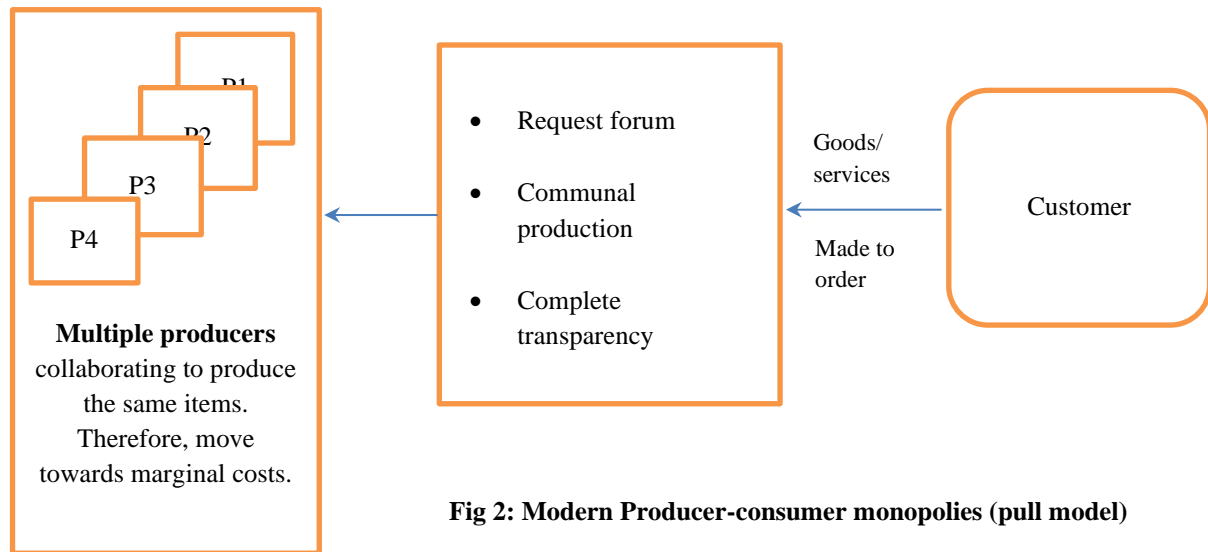 P1
P2
P3
P4
Multiple producers
collaborating to produce
the same items.
Therefore, move
towards marginal costs.
• Request forum
• Communal
production
• Complete
transparency
Goods/
services
Made to
order
Customer
Fig 2: Modern Producer-consumer monopolies (pull model)